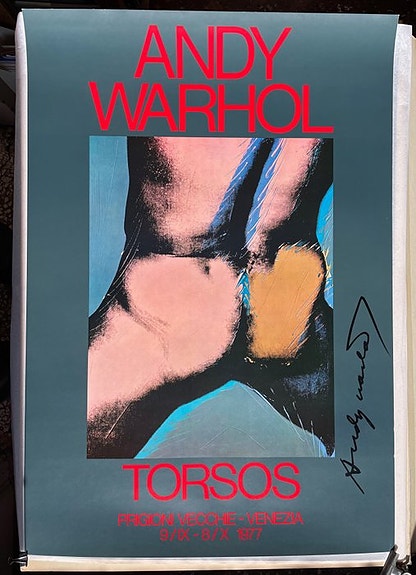 ANDY
WARHOL
TORSOS
PRIGIONI VECCHIE - VENEZIA
9/IX - 8/X 1977
Andy Warhol